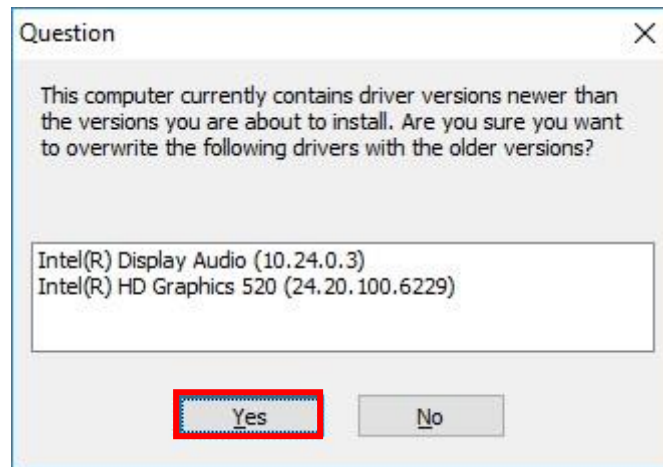 Question
This computer currently contains driver versions newer than
the versions you are about to install. Are you sure you want
to overwrite the following drivers with the older versions?
Intel(R) Display Audio (10.24.0.3)
Intel(R) HD Graphics 520 (24.20.100.6229)
Yes
No